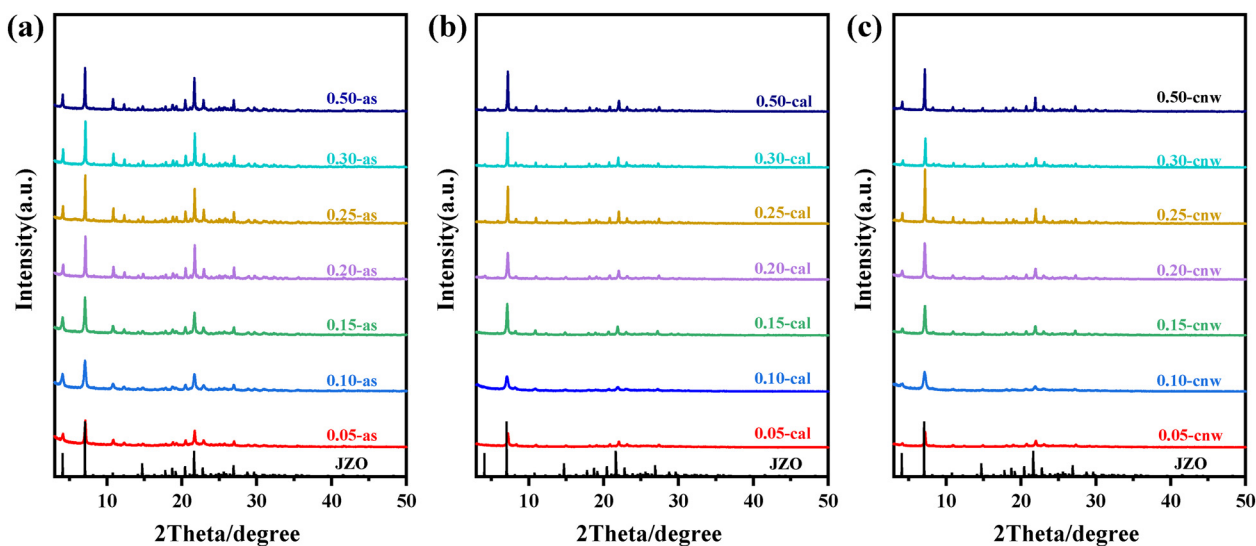 (a)
Intensity(a.u.)
0.50-as
0.30-as
0.25-as
0.20-as
0.15-as
0.10-as
0.05-as
JZO
10 20 30 40 50
2Theta/degree
(b)
Intensity(a.u.)
0.50-cal
0.30-cal
0.25-cal
0.20-cal
0.15-cal
0.10-cal
0.05-cal
JZO
10 20 30 40 50
2Theta/degree
(c)
Intensity(a.u.)
0.50-cnw
0.30-cnw
0.25-cnw
0.20-cnw
0.15-cnw
0.10-cnw
0.05-cnw
JZO
10 20 30 40 50
2Theta/degree